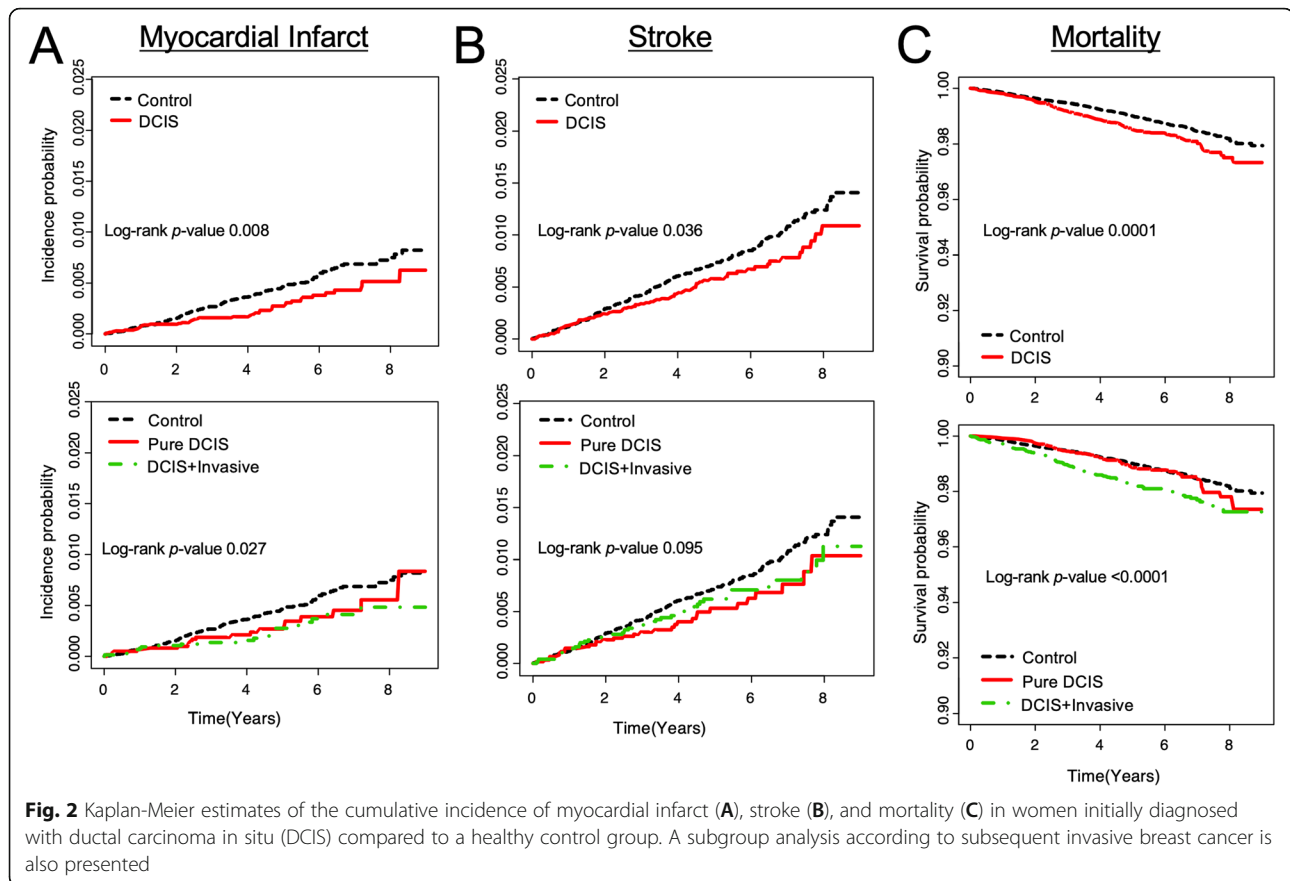 A Myocardial Infarct
Incidence probability
0.000 0.005 0.010 0.015 0.020 0.025
Control
DCIS
Log-rank p-value 0.008
0 2 4 6 8
Incidence probability
0.000 0.005 0.010 0.015 0.020 0.025
Control
Pure DCIS
DCIS+Invasive
Log-rank p-value 0.027
0 2 4 6 8
Time(Years)
B Stroke
0.000 0.005 0.010 0.015 0.020 0.025
Control
DCIS
Log-rank p-value 0.036
0 2 4 6 8
0.000 0.005 0.010 0.015 0.020 0.025
Control
Pure DCIS
DCIS+Invasive
Log-rank p-value 0.095
0 2 4 6 8
Time(Years)
C Mortality
Survival probability
0.90 0.92 0.94 0.96 0.98 1.00
Log-rank p-value 0.0001
Control
DCIS
0 2 4 6 8
Survival probability
0.90 0.92 0.94 0.96 0.98 1.00
Log-rank p-value <0.0001
Control
Pure DCIS
DCIS+Invasive
0 2 4 6 8
Time(Years)
Fig. 2 Kaplan-Meier estimates of the cumulative incidence of myocardial infarct (A), stroke (B), and mortality (C) in women initially diagnosed
with ductal carcinoma in situ (DCIS) compared to a healthy control group. A subgroup analysis according to subsequent invasive breast cancer is
also presented